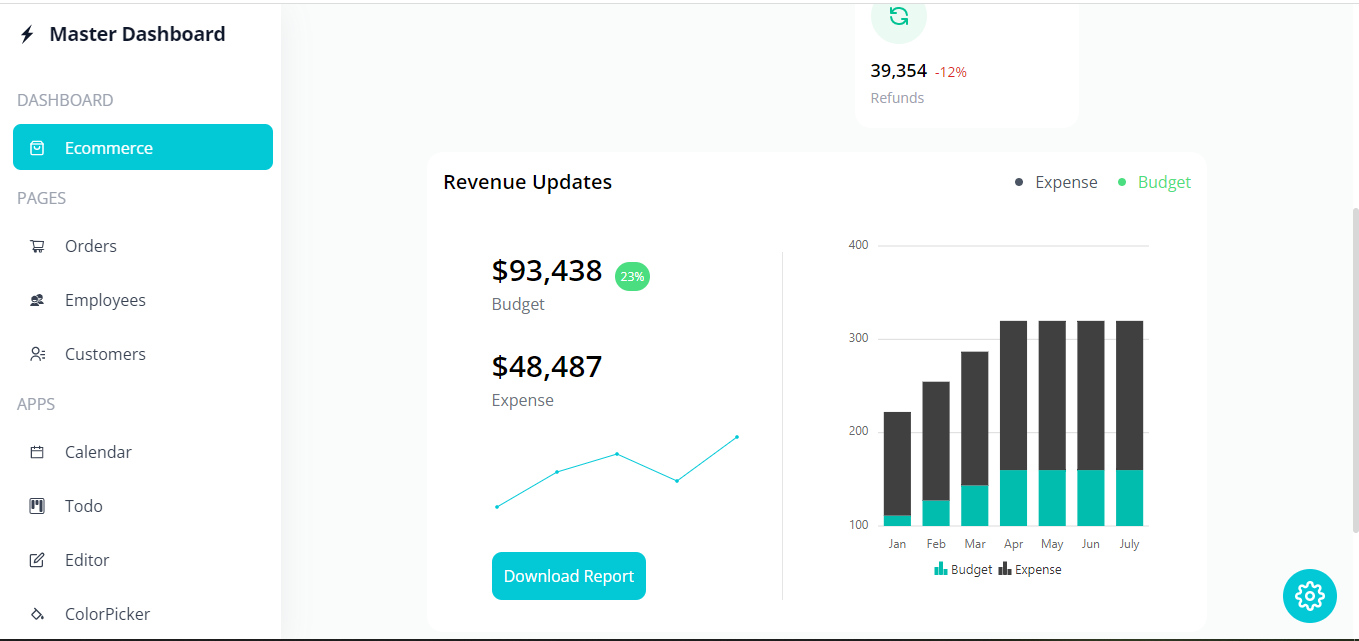 Master Dashboard
DASHBOARD
Ecommerce
PAGES
Orders
Employees
Customers
APPS
Calendar
Todo
Editor
ColorPicker
39,354 -12%
Refunds
Revenue Updates
Expense Budget
$93,438 23%
Budget
$48,487
Expense
Download Report
400
300
200
100
Jan Feb Mar Apr May Jun July
Budget Expense